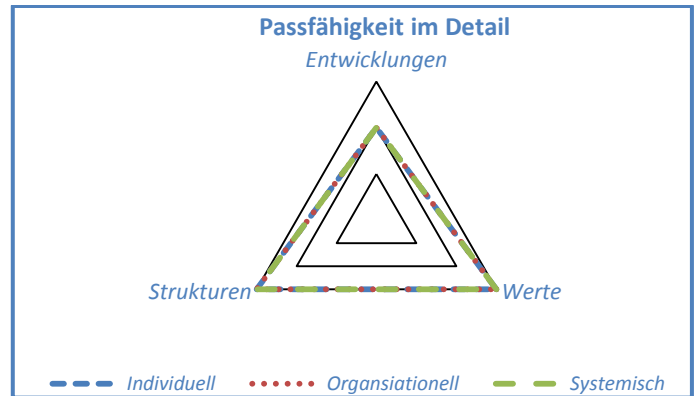 Passfähigkeit im Detail
Entwicklungen
Strukturen
Werte
Individuell
Organsiationell
Systemisch